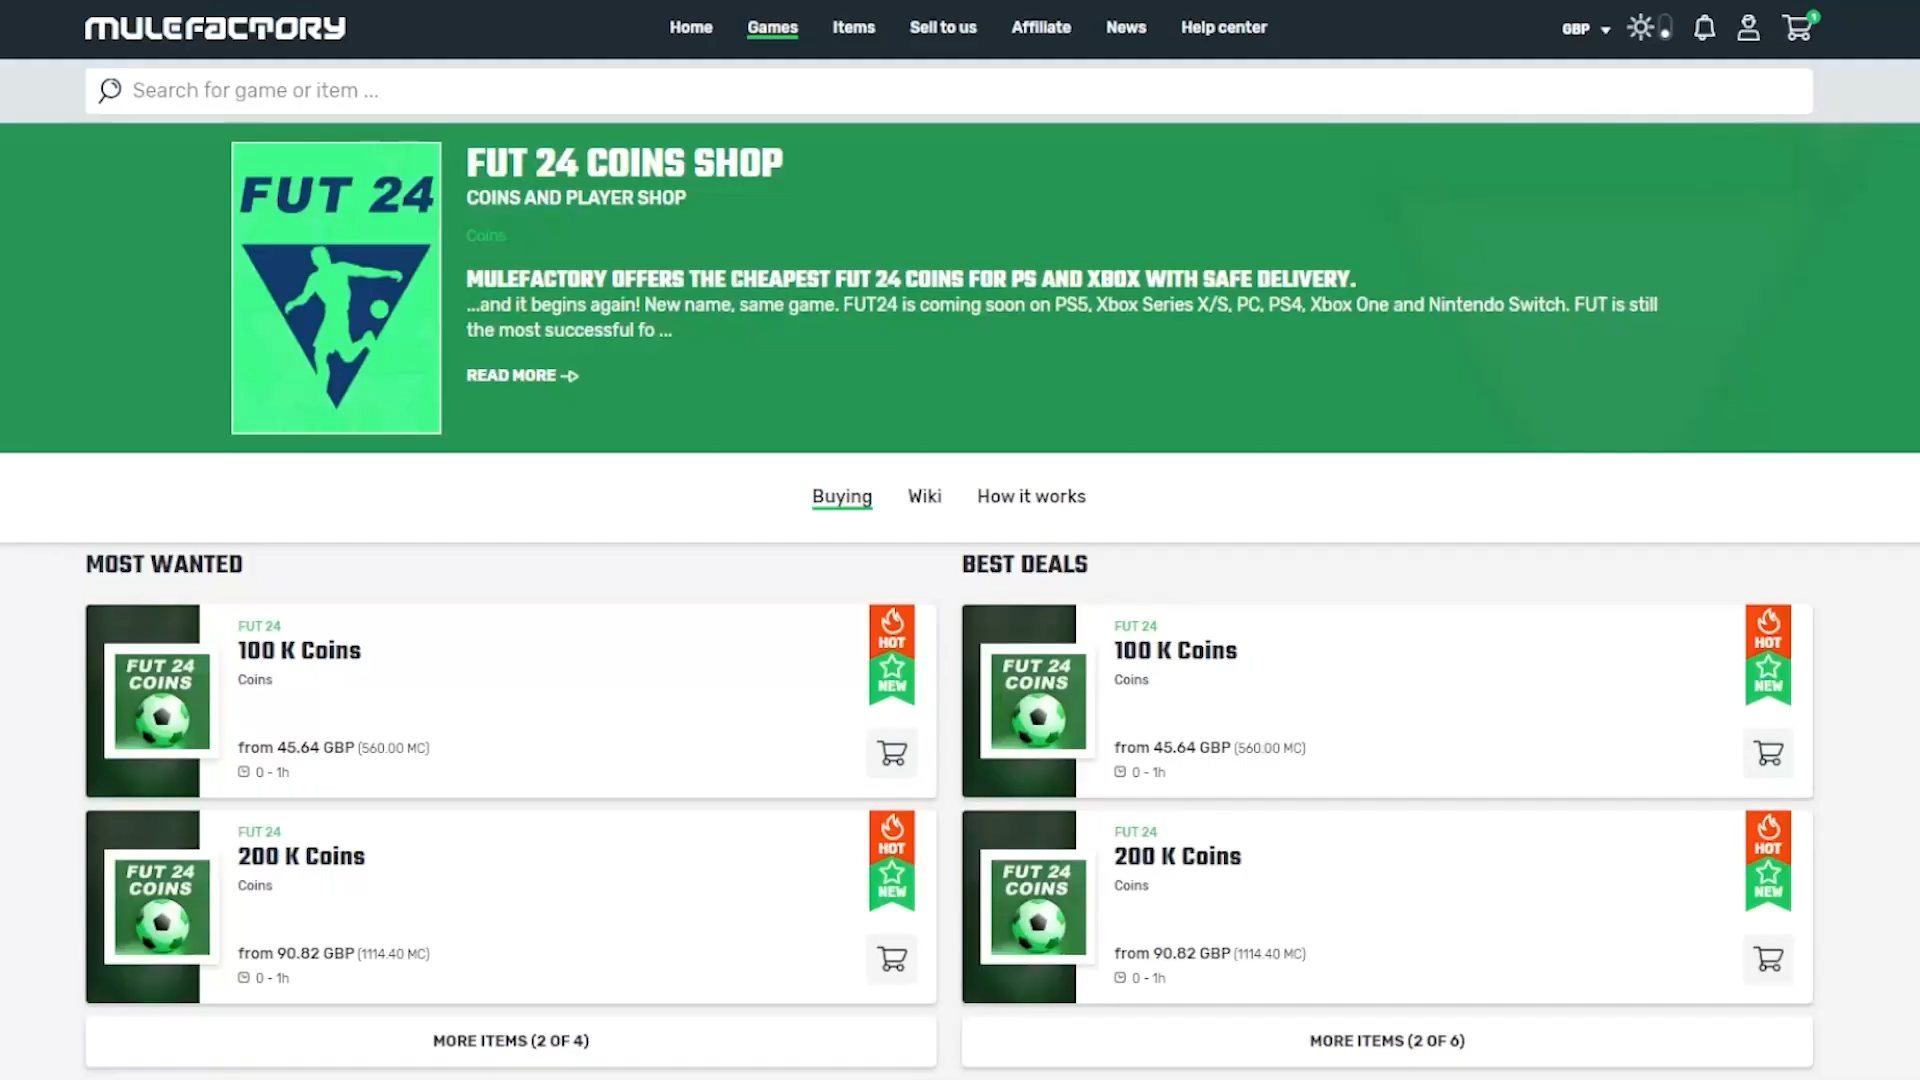 MULEFACTORY
Home Games Items Sell to us Affiliate News Help center
GBP
1
Search for game or item ...
FUT 24
FUT 24 COINS SHOP
COINS AND PLAYER SHOP
Coins
MULEFACTORY OFFERS THE CHEAPEST FUT 24 COINS FOR PS AND XBOX WITH SAFE DELIVERY.
...and it begins again! New name, same game. FUT24 is coming soon on PS5, Xbox Series X/S, PC, PS4, Xbox One and Nintendo Switch. FUT is still
the most successful fo ...
READ MORE
Buying Wiki How it works
MOST WANTED
FUT 24
COINS
FUT 24
100 K Coins
Coins
from 45.64 GBP (560.00 MC)
0 - 1h
HOT
NEW
FUT 24
COINS
FUT 24
200 K Coins
Coins
from 90.82 GBP (1114.40 MC)
0 - 1h
HOT
NEW
MORE ITEMS (2 OF 4)
BEST DEALS
FUT 24
COINS
FUT 24
100 K Coins
Coins
from 45.64 GBP (560.00 MC)
0 - 1h
HOT
NEW
FUT 24
COINS
FUT 24
200 K Coins
Coins
from 90.82 GBP (1114.40 MC)
0 - 1h
HOT
NEW
MORE ITEMS (2 OF 6)